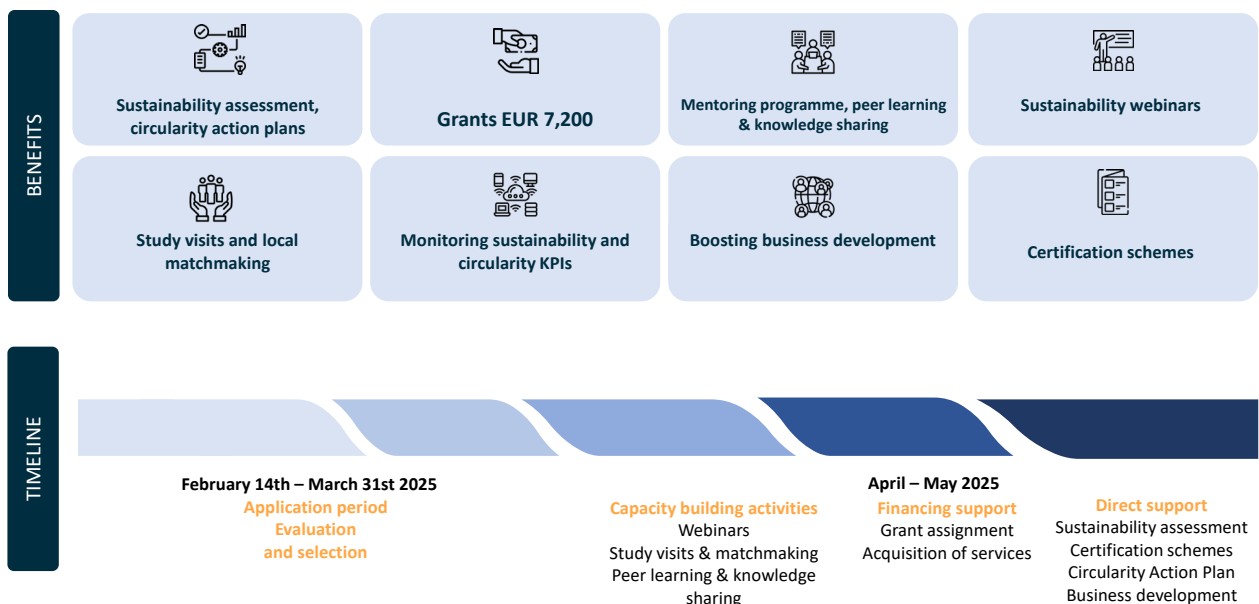 BENEFITS
Sustainability assessment,
circularity action plans
Grants EUR 7,200
Mentoring programme, peer learning
& knowledge sharing
Sustainability webinars
Study visits and local
matchmaking
Monitoring sustainability and
circularity KPIs
Boosting business development
Certification schemes
TIMELINE
February 14th – March 31st 2025
Application period
Evaluation
and selection
Capacity building activities
Webinars
Study visits & matchmaking
Peer learning & knowledge
sharing
April – May 2025
Financing support
Grant assignment
Acquisition of services
Direct support
Sustainability assessment
Certification schemes
Circularity Action Plan
Business development